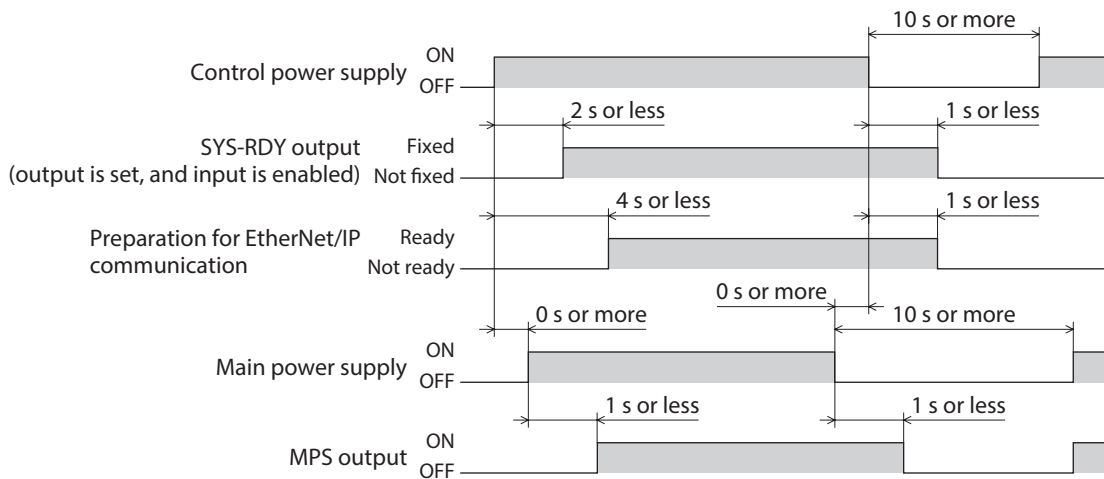 10 s or more
Control power supply
ON
OFF
2 s or less
1 s or less
SYS-RDY output
(output is set, and input is enabled)
Fixed
Not fixed
4 s or less
1 s or less
Preparation for EtherNet/IP
communication
Ready
Not ready
0 s or more
0 s or more
10 s or more
Main power supply
ON
OFF
1 s or less
1 s or less
MPS output
ON
OFF